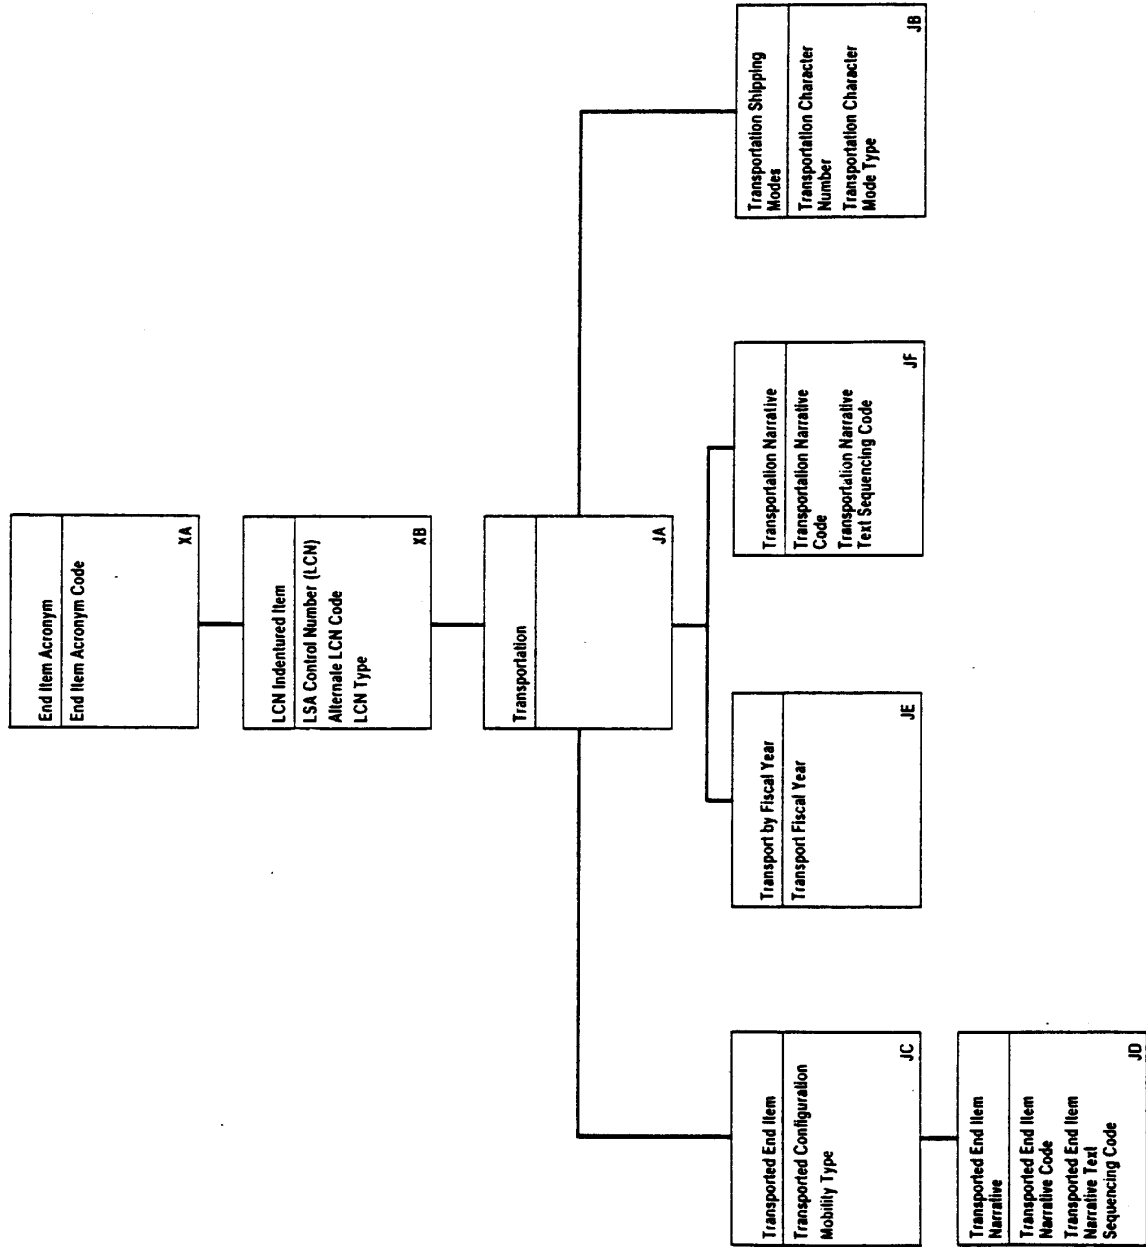 End Item Acronym
End Item Acronym Code
XA
LCN Indentured Item
LSA Control Number (LCN)
Alternate LCN Code
LCN Type
XB
Transportation
JA
Transported End Item
Transported Configuration
Mobility Type
JC
Transport by Fiscal Year
Transport Fiscal Year
JE
Transportation Narrative
Transportation Narrative
Code
Transportation Narrative
Text Sequencing Code
JF
Transportation Shipping
Modes
Transportation Character
Number
Transportation Character
Mode Type
JB
Transported End Item
Narrative
Transported End Item
Narrative Code
Transported End Item
Narrative Text
Sequencing Code
JD